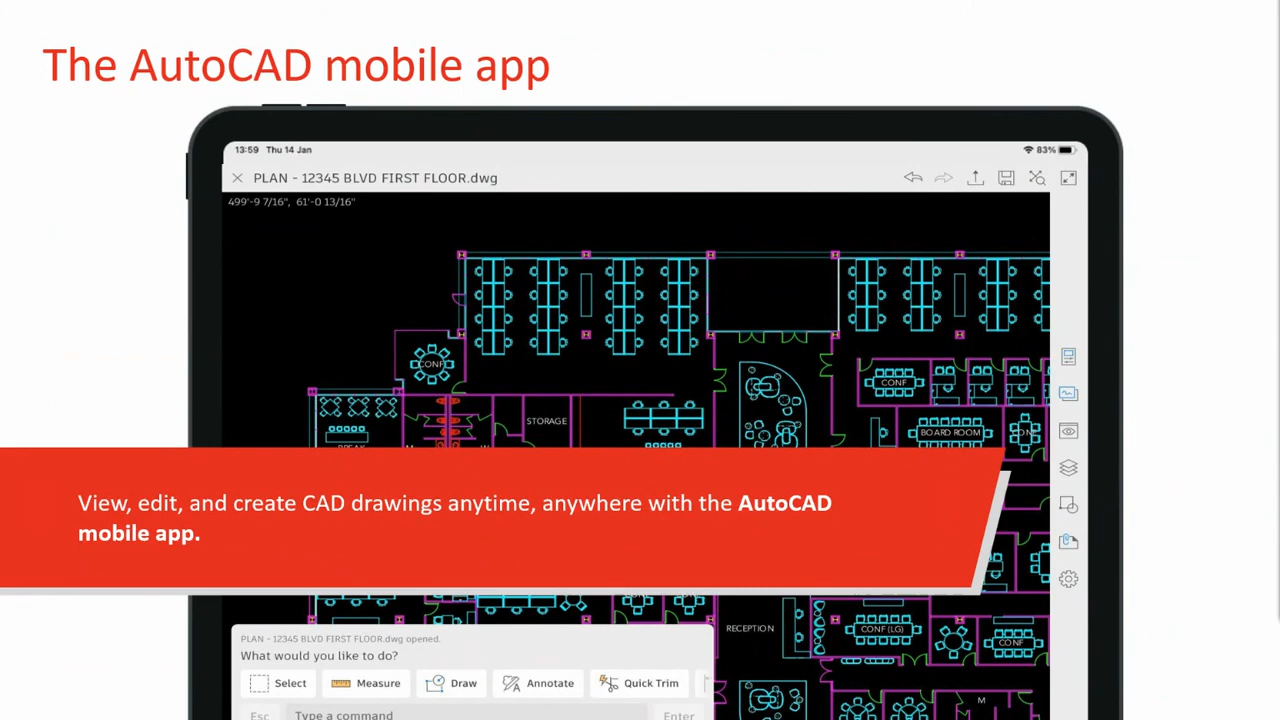 The AutoCAD mobile app
13:59 Thu 14 Jan
83%
PLAN - 12345 BLVD FIRST FLOOR.dwg
499'-9 7/16", 61'-0 13/16"
CONF
CONF
STORAGE
BOARD ROOM
View, edit, and create CAD drawings anytime, anywhere with the AutoCAD
mobile app.
RECEPTION
CONF (LG)
CONF
PLAN - 12345 BLVD FIRST FLOOR.dwg opened.
What would you like to do?
Select
Measure
Draw
Annotate
Quick Trim
M
Esc
Type a command
Enter